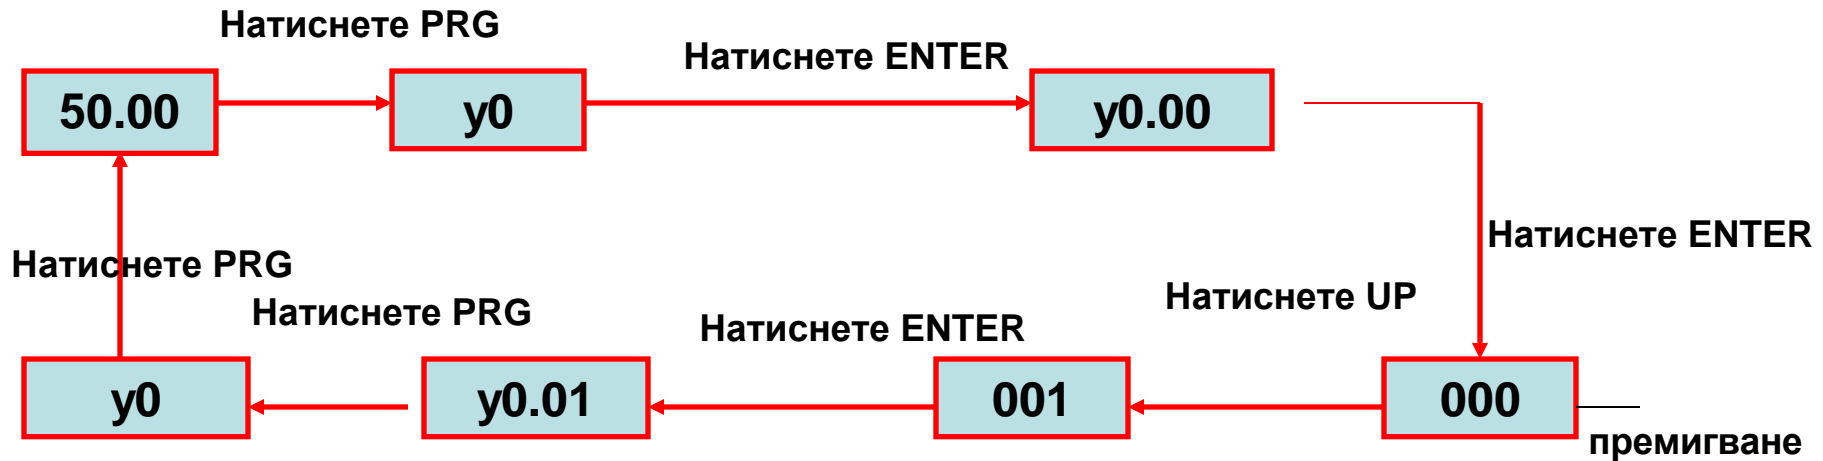 Натиснете PRG
Натиснете ENTER
50.00
y0
y0.00
Натиснете ENTER
Натиснете PRG
Натиснете PRG
Натиснете ENTER
Натиснете UP
y0
y0.01
001
000
премигване